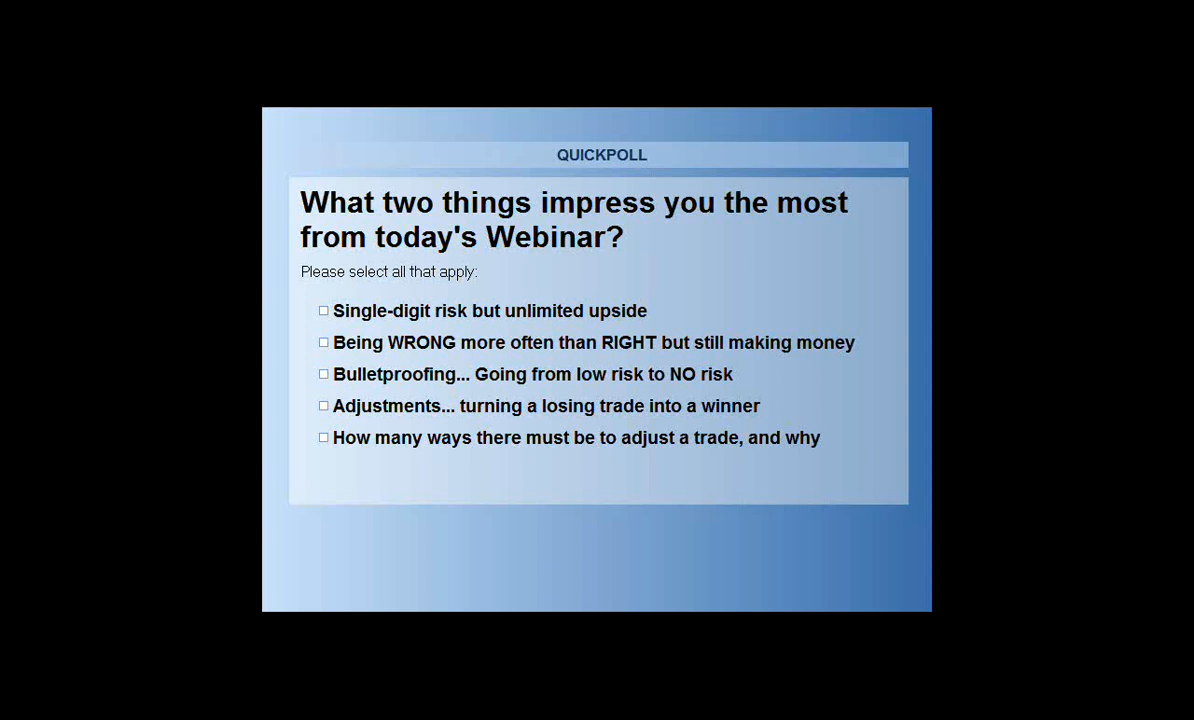 QUICKPOLL
What two things impress you the most
from today's Webinar?
Please select all that apply:
Single-digit risk but unlimited upside
Being WRONG more often than RIGHT but still making money
Bulletproofing... Going from low risk to NO risk
Adjustments... turning a losing trade into a winner
How many ways there must be to adjust a trade, and why